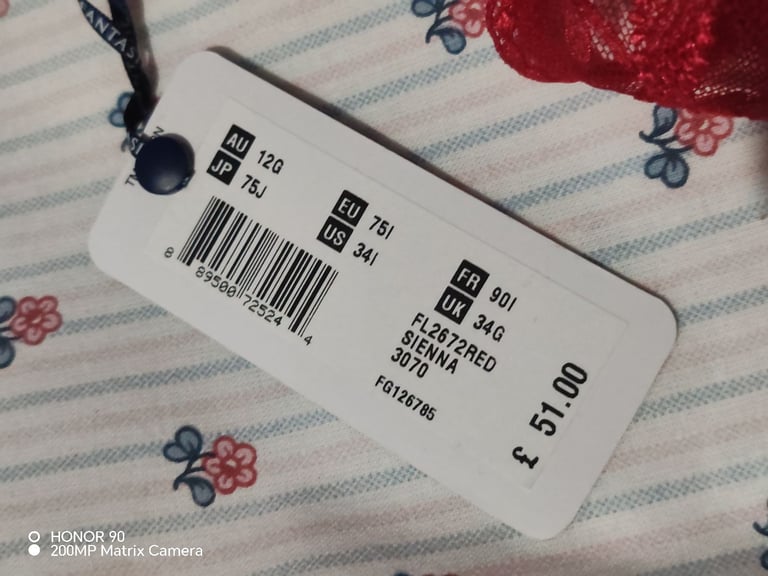 FANTAS
AU 12G
JP 75J
EU 75I
US 34I
FR 90I
UK 34G
8 89500 72524 4
FL2672RED
SIENNA
3070
FG126785
£ 51.00
HONOR 90
200MP Matrix Camera